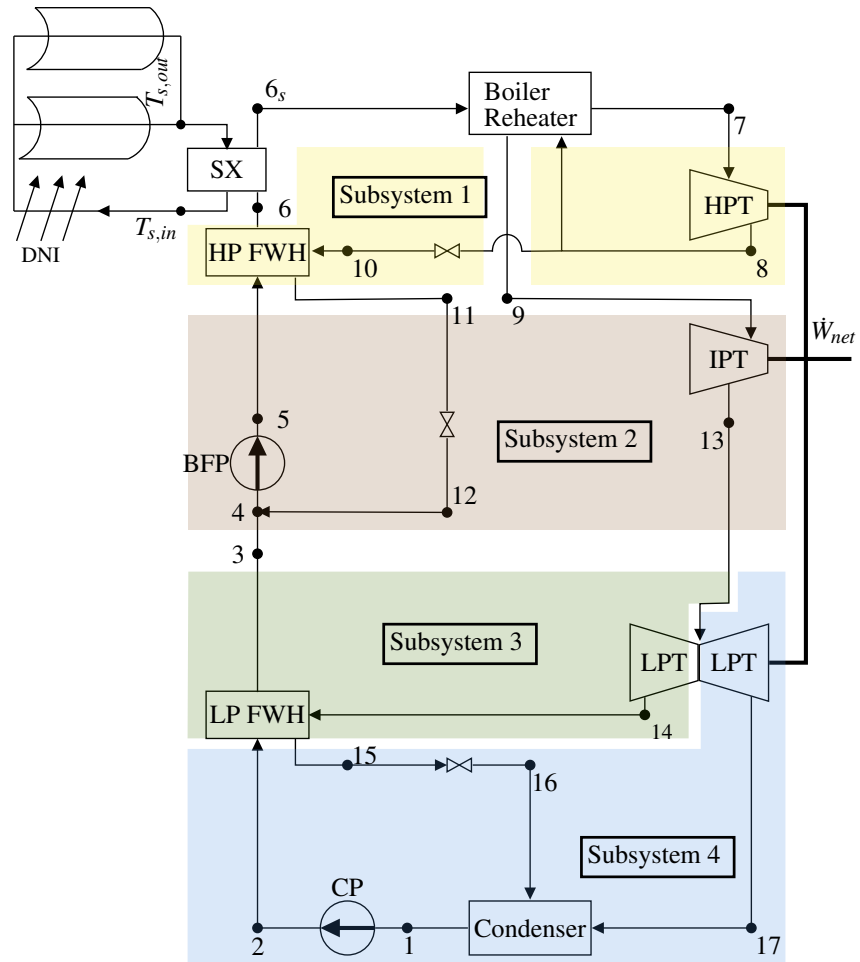 T_{s,out}
6_s
Boiler
Reheater
7
SX
Subsystem 1
HPT
6
T_{s,in}
DNI
HP FWH
10
8
11
9
Ẇ_{net}
IPT
5
Subsystem 2
13
BFP
12
4
3
Subsystem 3
LPT
LPT
LP FWH
14
15
16
Subsystem 4
CP
Condenser
2
1
17